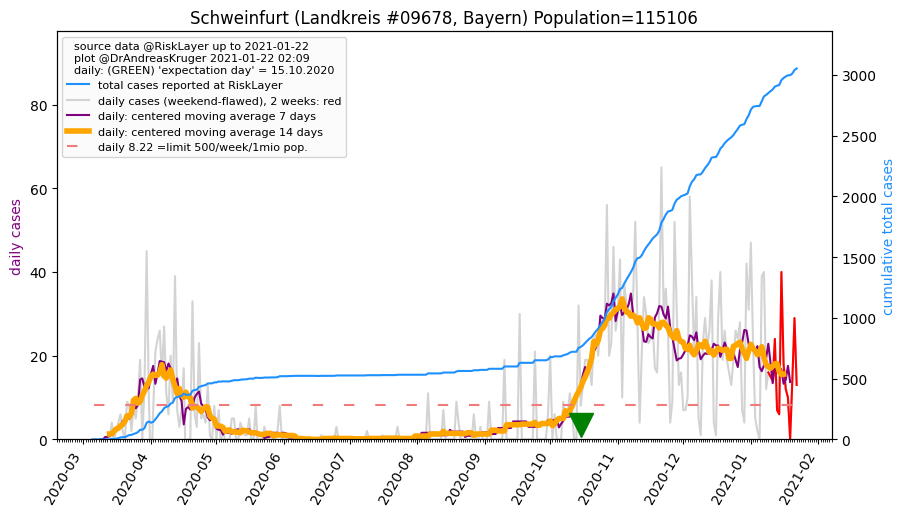 Schweinfurt (Landkreis #09678, Bayern) Population=115106
source data @RiskLayer up to 2021-01-22
plot @DrAndreasKruger 2021-01-22 02:09
daily: (GREEN) 'expectation day' = 15.10.2020
total cases reported at RiskLayer
daily cases (weekend-flawed), 2 weeks: red
daily: centered moving average 7 days
daily: centered moving average 14 days
daily 8.22 =limit 500/week/1mio pop.
daily cases
80
60
40
20
0
cumulative total cases
3000
2500
2000
1500
1000
500
0
2020-03
2020-04
2020-05
2020-06
2020-07
2020-08
2020-09
2020-10
2020-11
2020-12
2021-01
2021-02